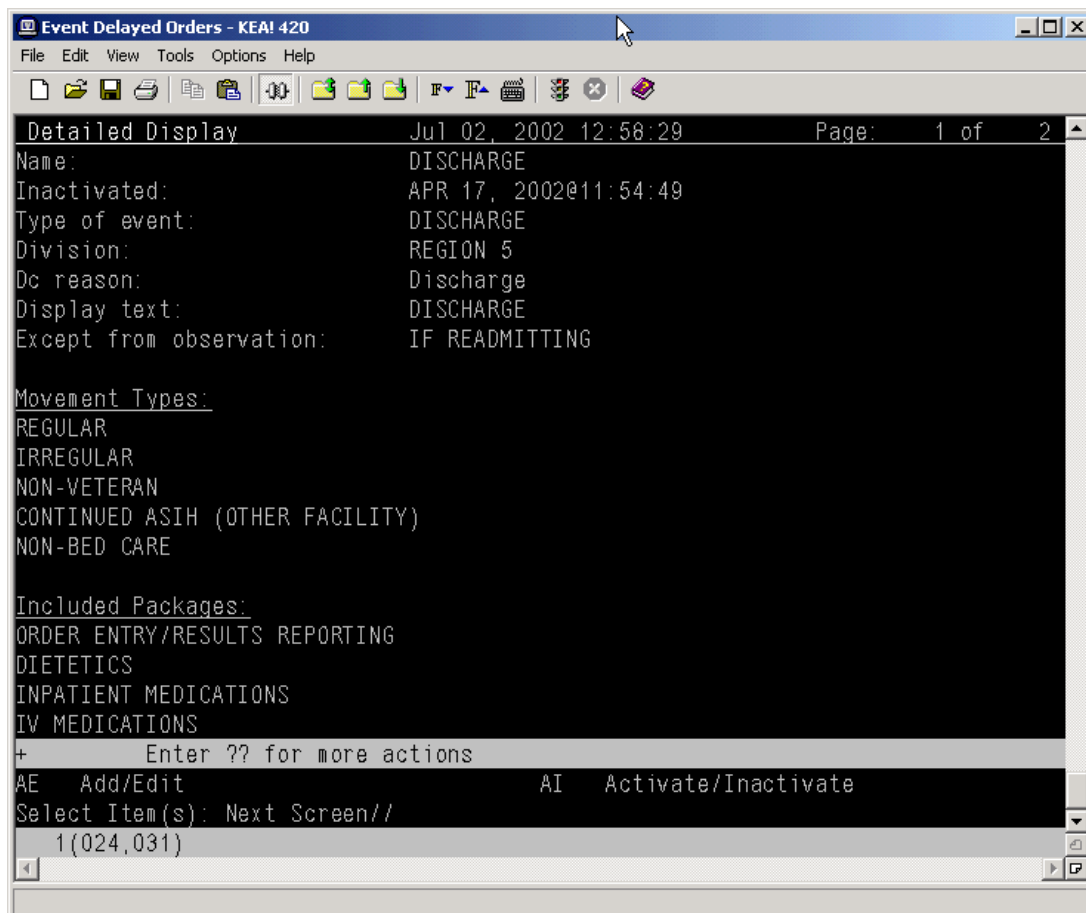 Event Delayed Orders - KEA! 420
File Edit View Tools Options Help
Detailed Display Jul 02, 2002 12:58:29 Page: 1 of 2
Name: DISCHARGE
Inactivated: APR 17, 2002@11:54:49
Type of event: DISCHARGE
Division: REGION 5
Dc reason: Discharge
Display text: DISCHARGE
Except from observation: IF READMITTING
Movement Types:
REGULAR
IRREGULAR
NON-VETERAN
CONTINUED ASIH (OTHER FACILITY)
NON-BED CARE
Included Packages:
ORDER ENTRY/RESULTS REPORTING
DIETETICS
INPATIENT MEDICATIONS
IV MEDICATIONS
+ Enter ?? for more actions
AE Add/Edit AI Activate/Inactivate
Select Item(s): Next Screen//
1(024,031)